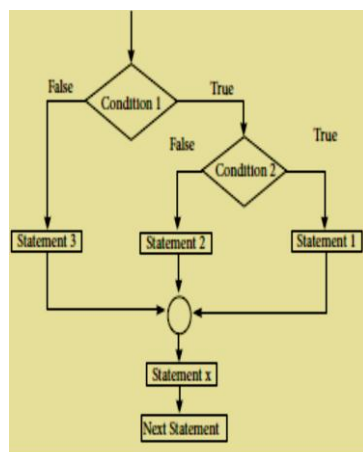 False
True
Condition 1
False
True
Condition 2
Statement 3
Statement 2
Statement 1
Statement x
Next Statement